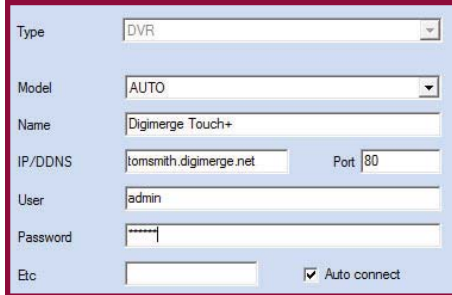 Type DVR
Model AUTO
Name Digimerge Touch+
IP/DDNS tomsmith.digimerge.net Port 80
User admin
Password ******
Etc Auto connect